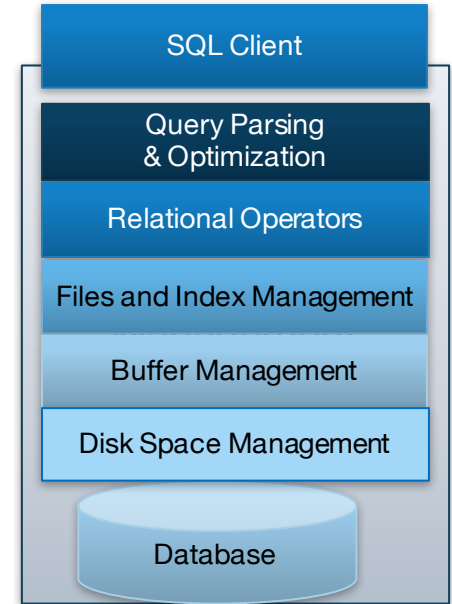 SQL Client
Query Parsing
& Optimization
Relational Operators
Files and Index Management
Buffer Management
Disk Space Management
Database